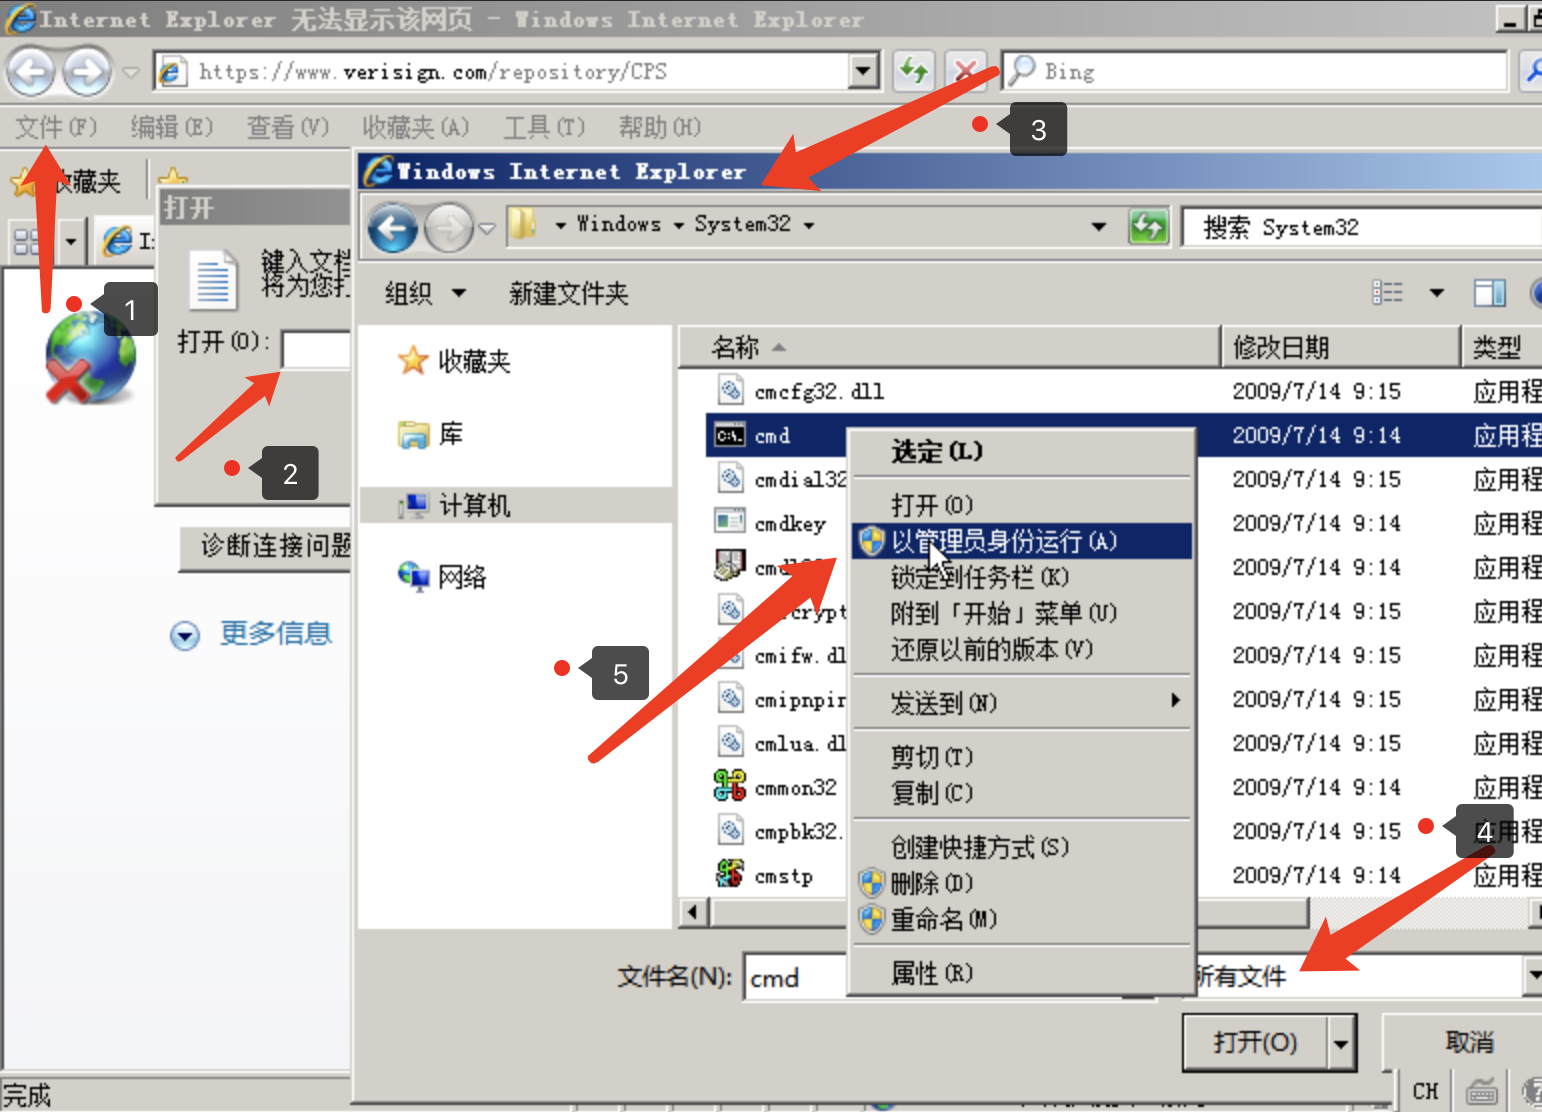 Internet Explorer 无法显示该网页 - Windows Internet Explorer
https://www.verisign.com/repository/CPS
Bing
文件(F) 编辑(E) 查看(V) 收藏夹(A) 工具(T) 帮助(H)
3
Windows Internet Explorer
收藏夹
打开
Windows System32
搜索 System32
键入文档
将为您打
组织 新建文件夹
1
打开(O):
名称 修改日期 类型
收藏夹
cmcfg32.dll 2009/7/14 9:15 应用程
库
cmd 2009/7/14 9:14 应用程
选定(L)
2
cmdial32 2009/7/14 9:15 应用程
计算机
打开(O)
cmdkey 2009/7/14 9:14 应用程
诊断连接问题
以管理员身份运行(A)
2009/7/14 9:14 应用程
网络
锁定到任务栏(K)
附到「开始」菜单(U)
2009/7/14 9:15 应用程
更多信息
cmifw.dl 2009/7/14 9:15 应用程
还原以前的版本(V)
5
cmipnpin 2009/7/14 9:15 应用程
发送到(N)
cmlua.dl 2009/7/14 9:15 应用程
剪切(T)
cmmon32 2009/7/14 9:14 应用程
复制(C)
cmpbk32. 2009/7/14 9:15 应用程
4
创建快捷方式(S)
cmstp 2009/7/14 9:14 应用程
删除(D)
重命名(M)
文件名(N): cmd 所有文件
属性(R)
打开(O) 取消
完成
CH